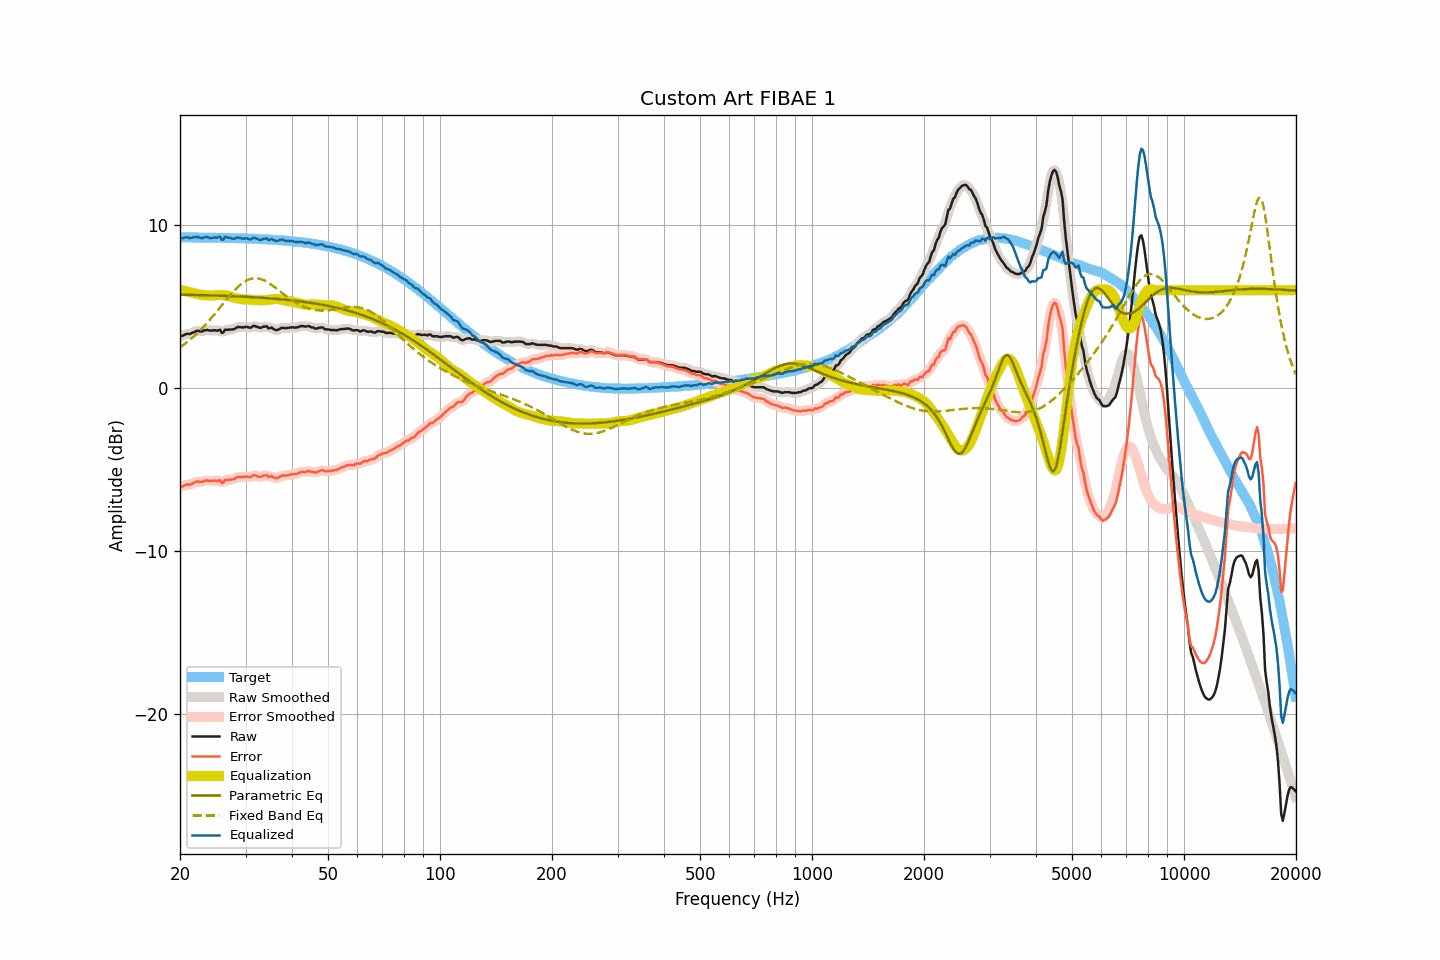 Custom Art FIBAE 1
10
0
−10
−20
Amplitude (dBr)
Target
Raw Smoothed
Error Smoothed
Raw
Error
Equalization
Parametric Eq
Fixed Band Eq
Equalized
20 50 100 200 500 1000 2000 5000 10000 20000
Frequency (Hz)